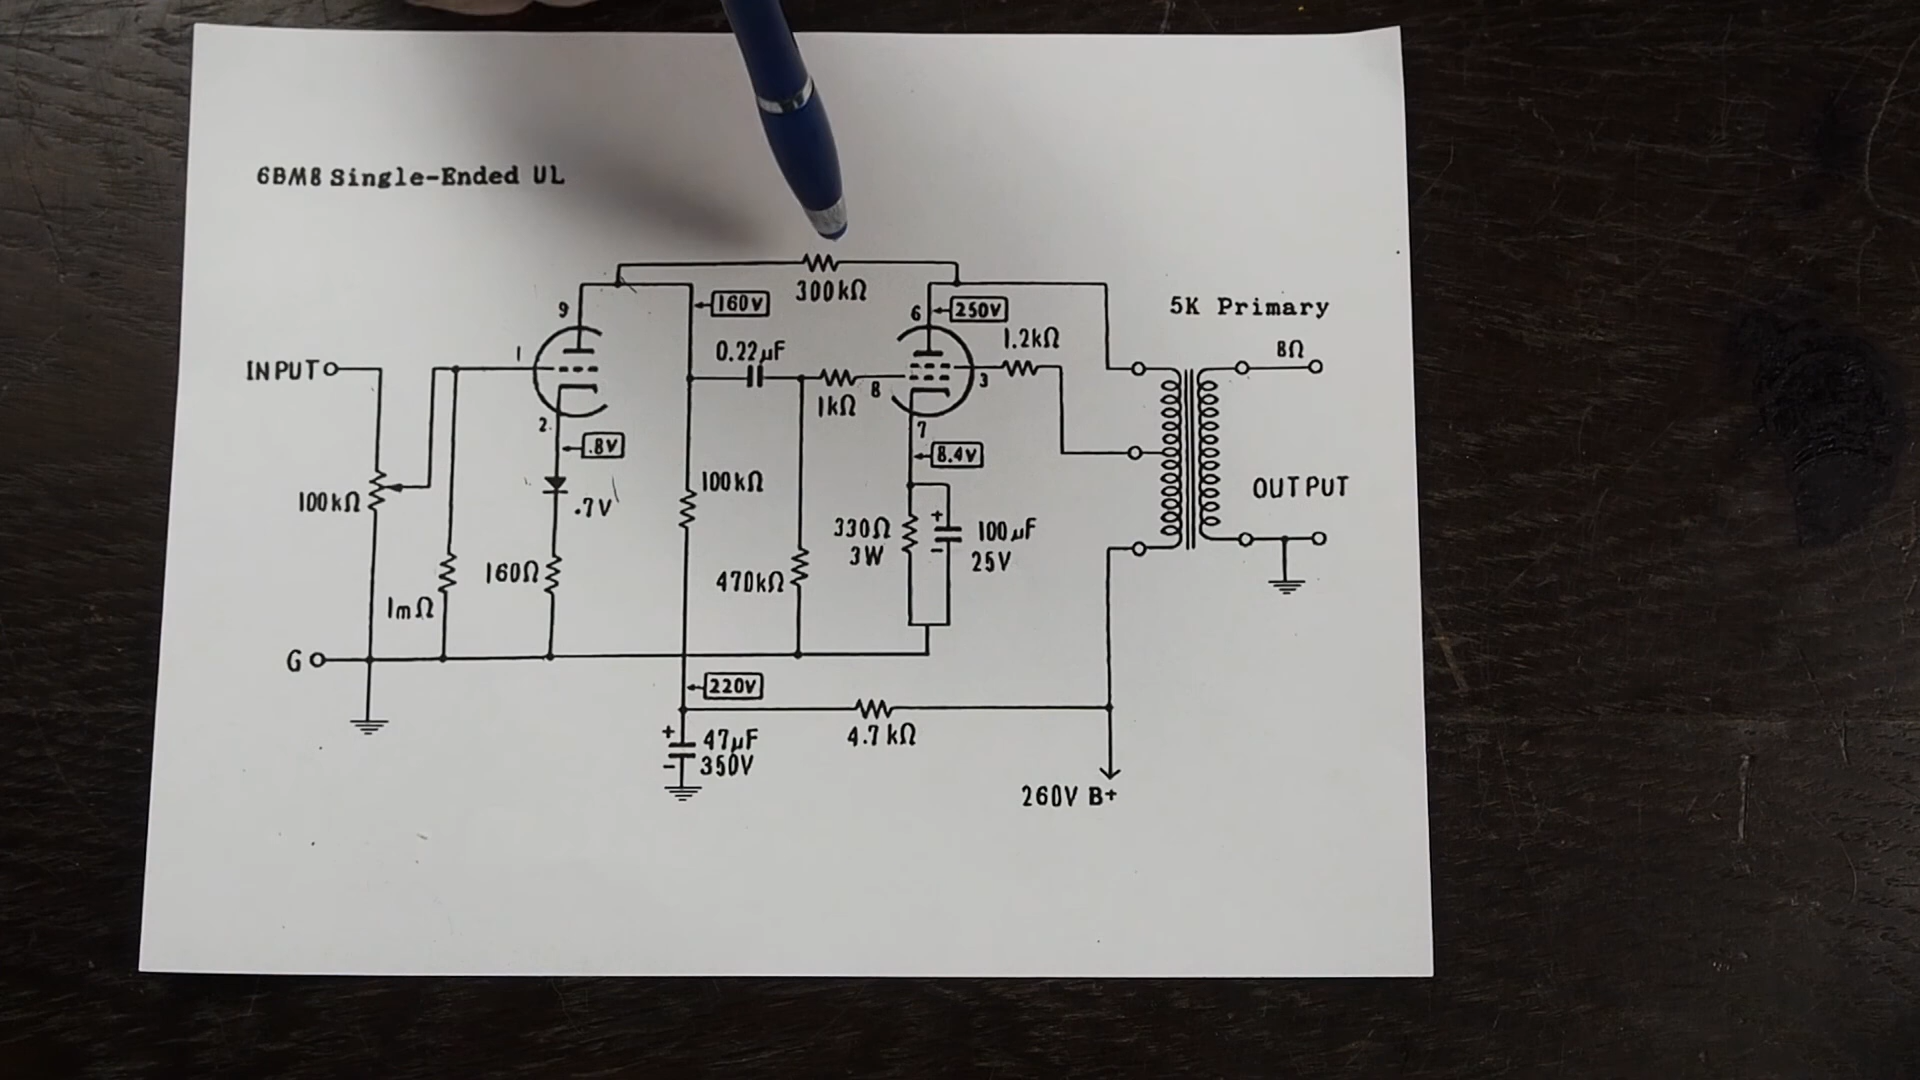 6BM8 Single-Ended UL
300kΩ
9
160V
6
250V
5K Primary
1
0.22µF
1.2kΩ
8Ω
INPUT
3
8
1kΩ
2.
7
.8V
8.4V
100kΩ
100kΩ
.7V
OUTPUT
330Ω
3W
+
-
100µF
25V
160Ω
470kΩ
1mΩ
G
220V
+
-
47µF
350V
4.7kΩ
260V B+